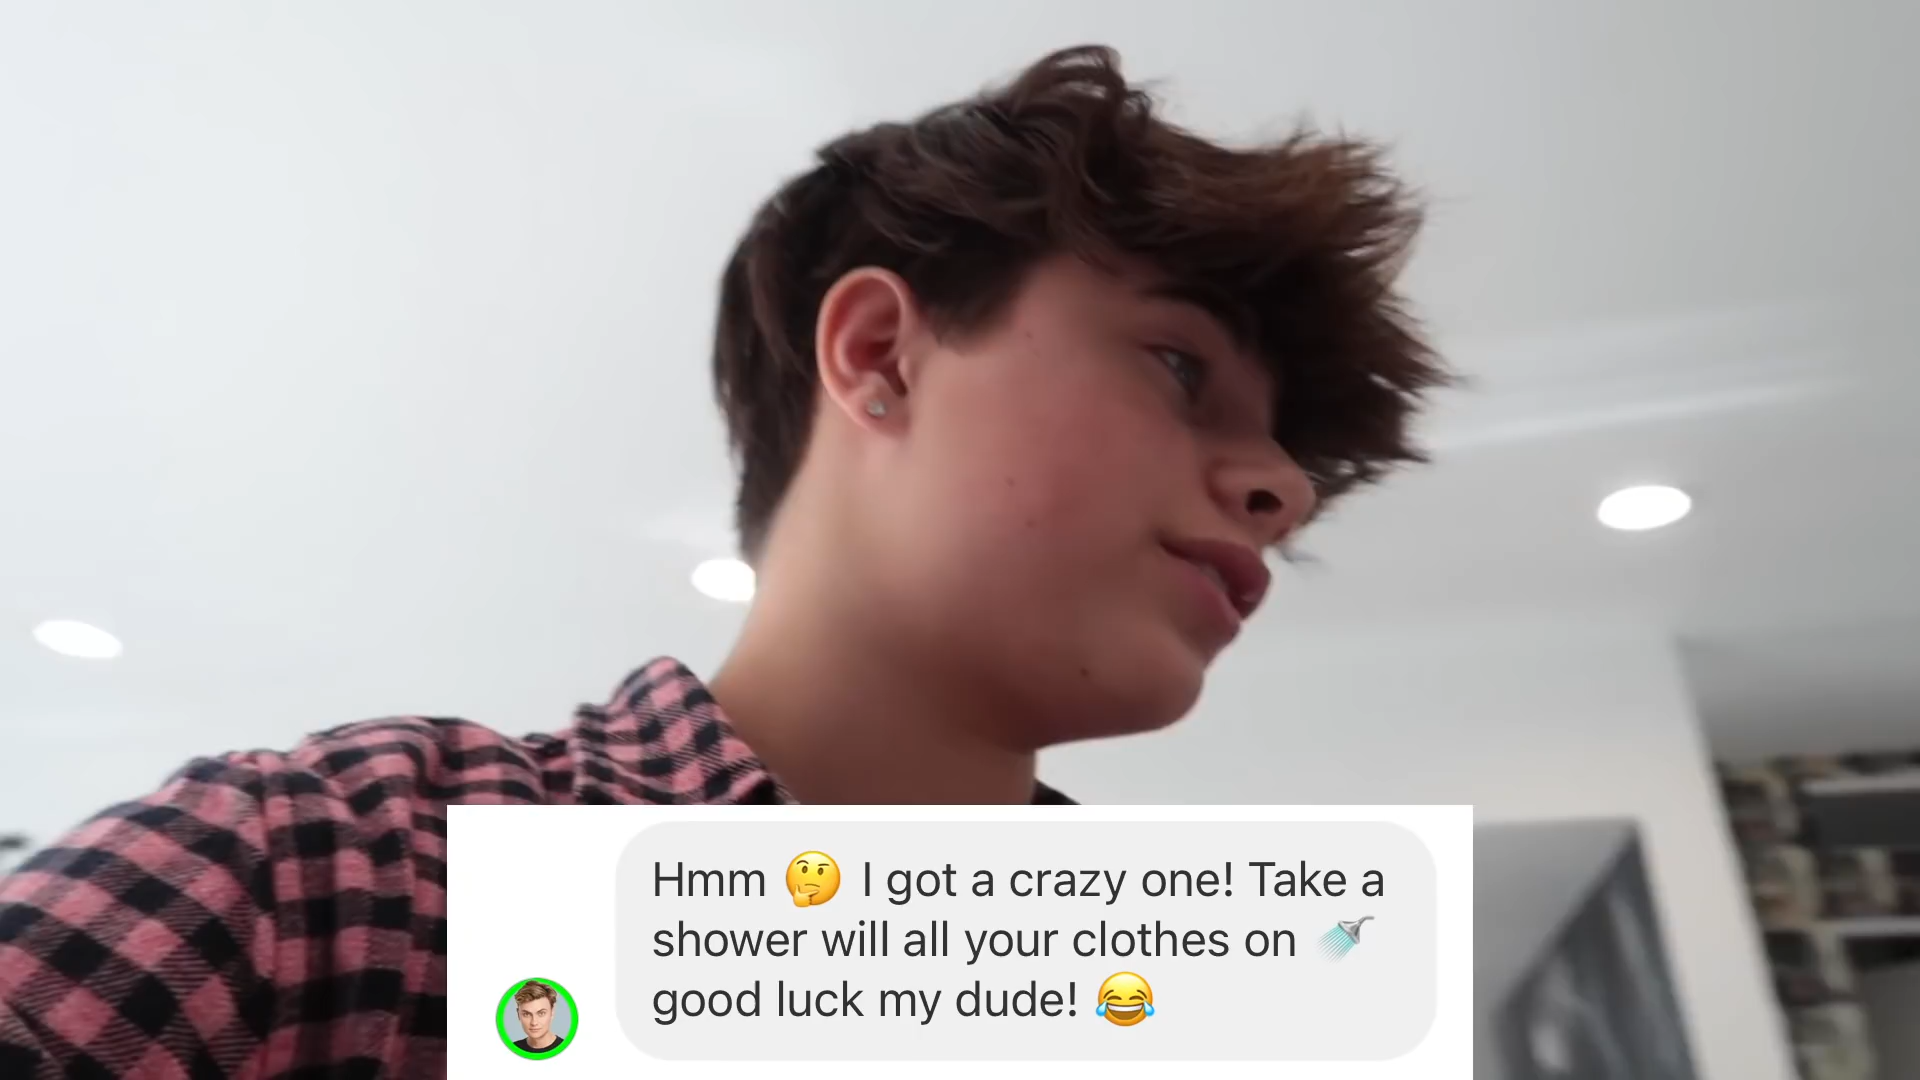 Hmm 🤔 I got a crazy one! Take a
shower will all your clothes on 🚿
good luck my dude! 😂